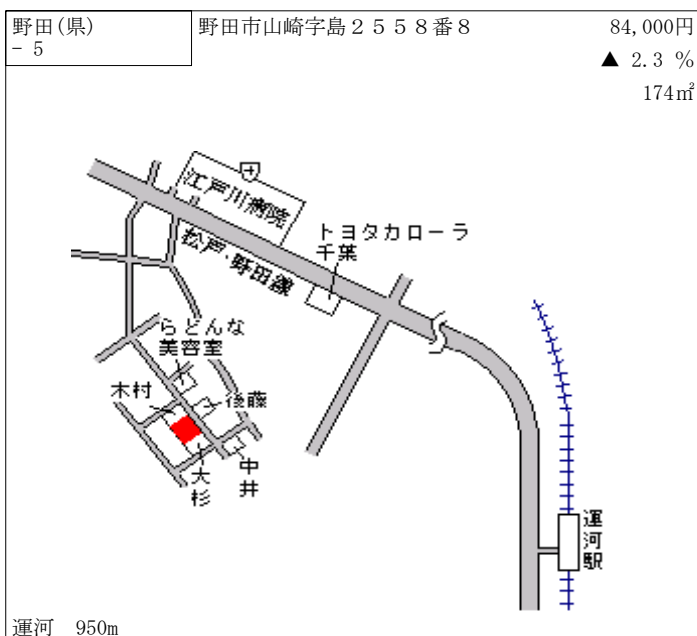 野田(県)
- 5
野田市山崎字島２５５８番８
84,000円
▲ 2.3 %
174㎡
江戸川病院
松戸・野田線
トヨタカローラ
千葉
らどんな
美容室
木村
後藤
大杉
中井
運河駅
運河　950m